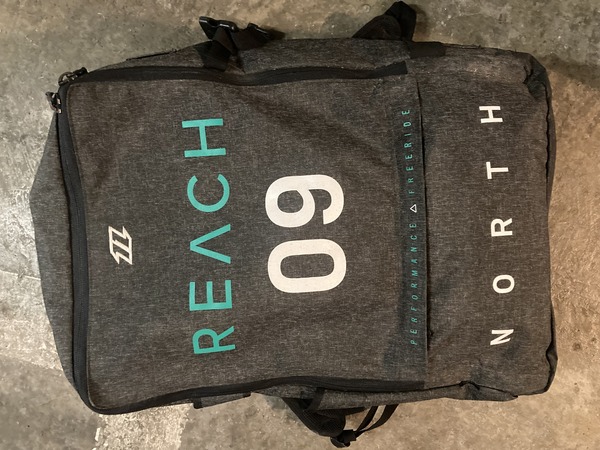 REACH
09
PERFORMANCE △ FREERIDE
NORTH